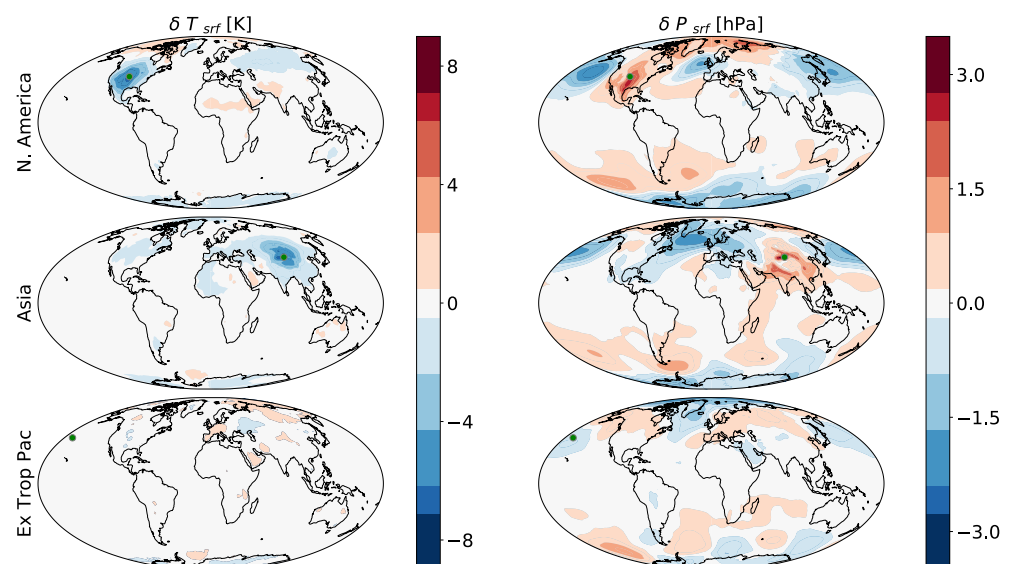 δ T srf [K]
δ P srf [hPa]
N. America
Asia
Ex Trop Pac
8
4
0
−4
−8
3.0
1.5
0.0
−1.5
−3.0